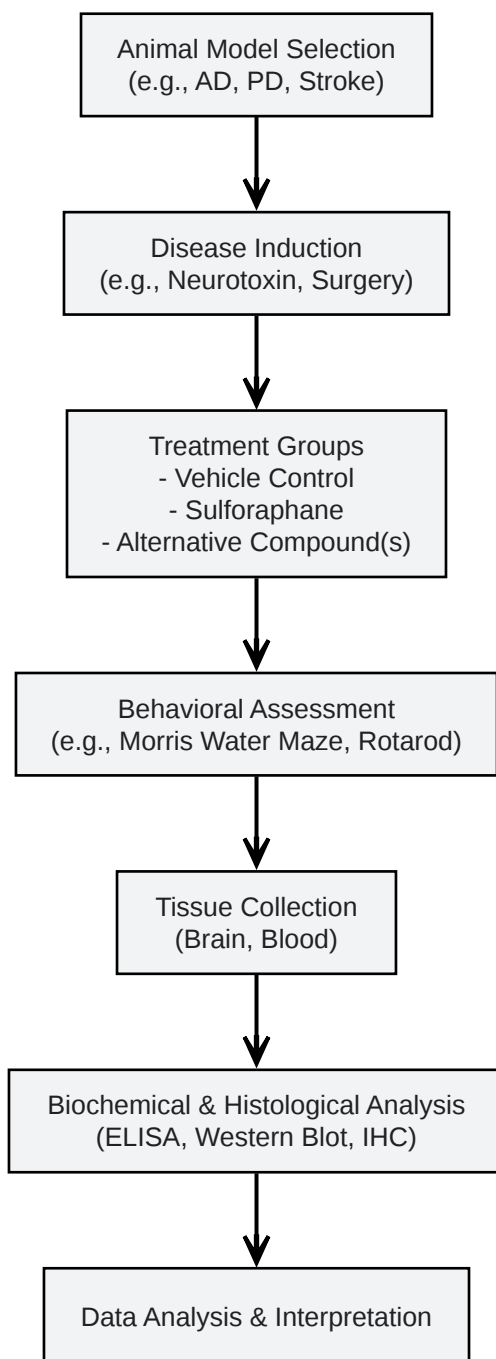 Animal Model Selection
(e.g., AD, PD, Stroke)
Disease Induction
(e.g., Neurotoxin, Surgery)
Treatment Groups
- Vehicle Control
- Sulforaphane
- Alternative Compound(s)
Behavioral Assessment
(e.g., Morris Water Maze, Rotarod)
Tissue Collection
(Brain, Blood)
Biochemical & Histological Analysis
(ELISA, Western Blot, IHC)
Data Analysis & Interpretation